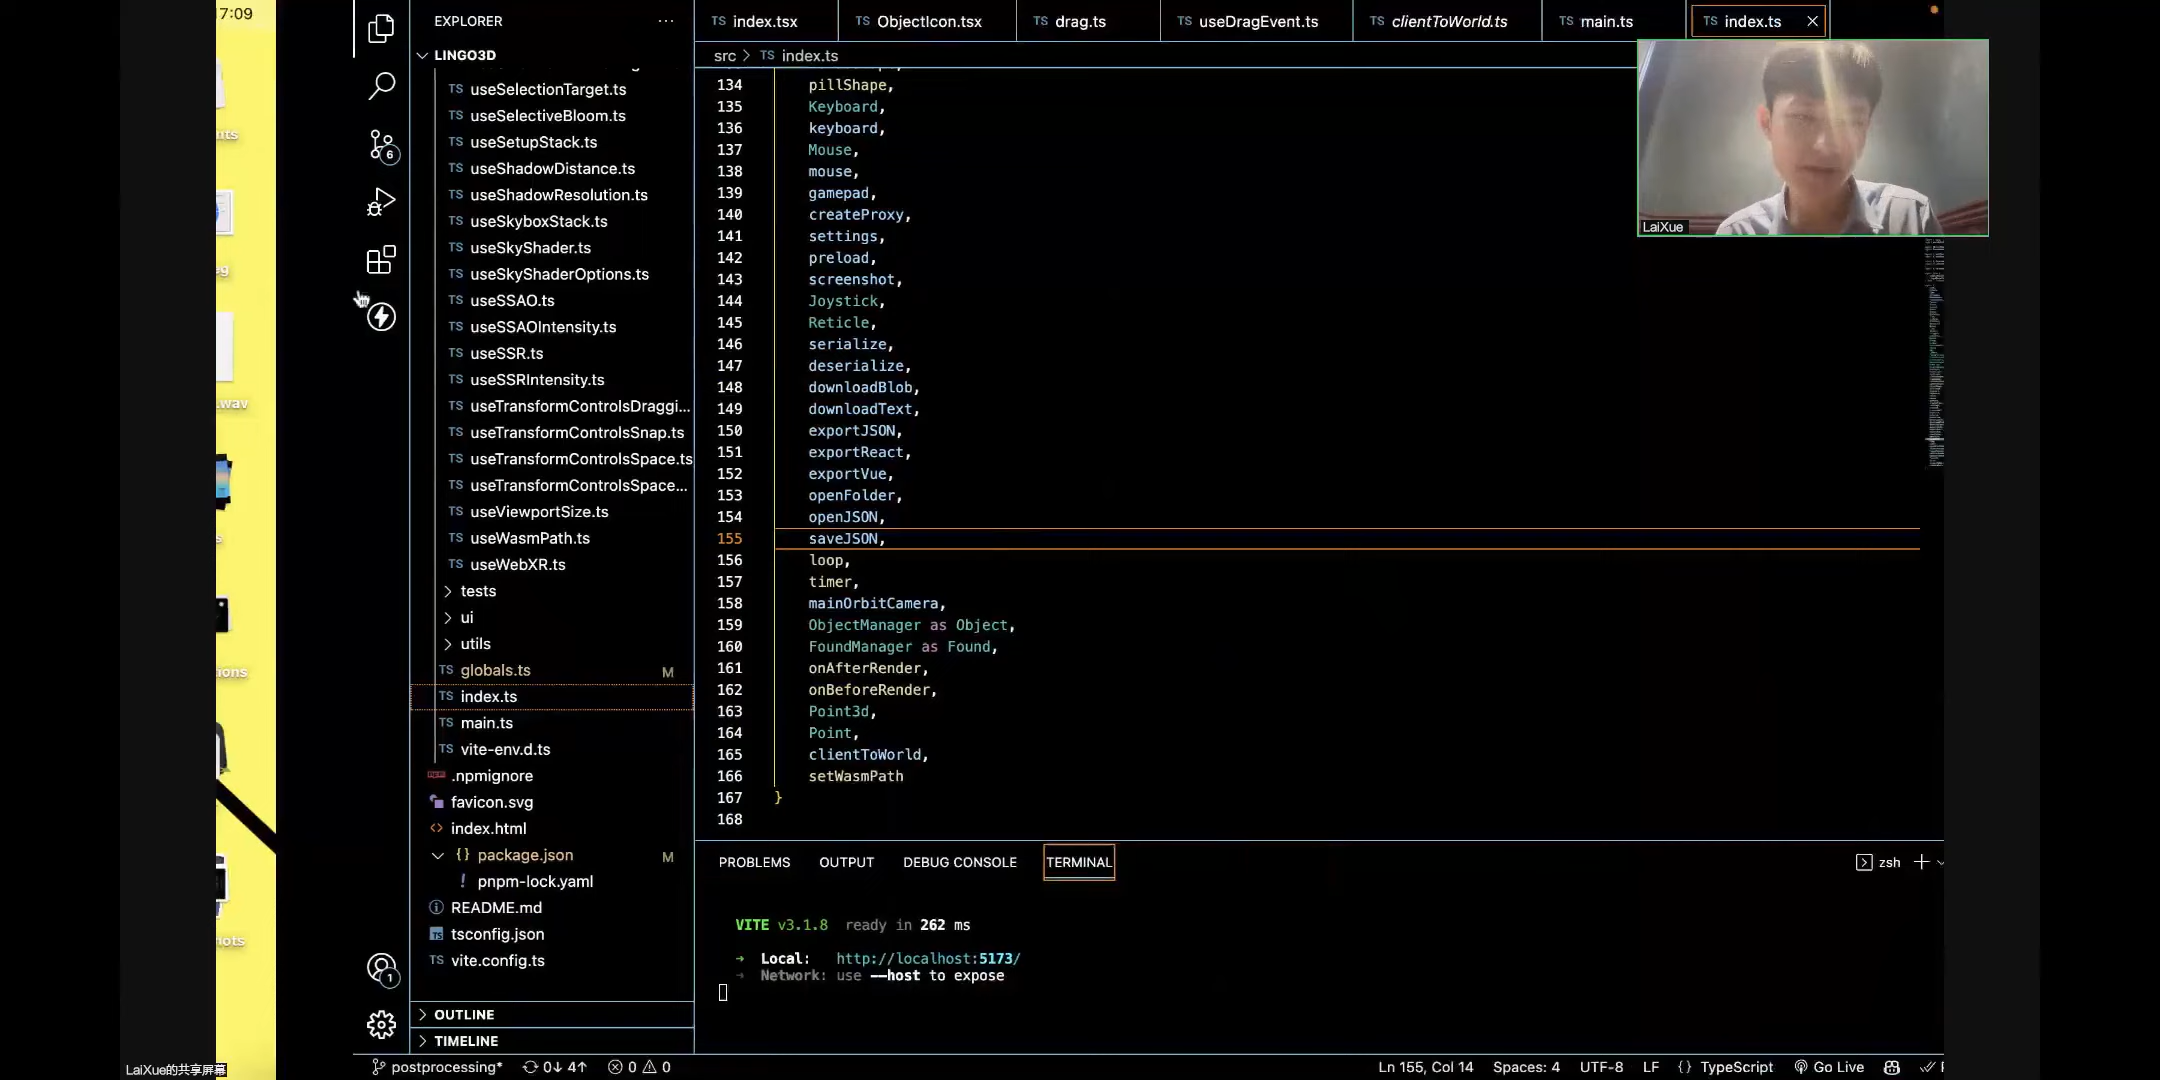 17:09
nts
eg
.wav
s
ions
nots
LaiXue的共享屏幕
EXPLORER
LINGO3D
TS useSelectionTarget.ts
TS useSelectiveBloom.ts
TS useSetupStack.ts
TS useShadowDistance.ts
TS useShadowResolution.ts
TS useSkyboxStack.ts
TS useSkyShader.ts
TS useSkyShaderOptions.ts
TS useSSAO.ts
TS useSSAOIntensity.ts
TS useSSR.ts
TS useSSRIntensity.ts
TS useTransformControlsDraggi...
TS useTransformControlsSnap.ts
TS useTransformControlsSpace.ts
TS useTransformControlsSpace...
TS useViewportSize.ts
TS useWasmPath.ts
TS useWebXR.ts
tests
ui
utils
TS globals.ts M
TS index.ts
TS main.ts
TS vite-env.d.ts
.npmignore
favicon.svg
<> index.html
{} package.json M
! pnpm-lock.yaml
README.md
TS tsconfig.json
TS vite.config.ts
OUTLINE
TIMELINE
6
1
TS index.tsx TS ObjectIcon.tsx TS drag.ts TS useDragEvent.ts TS clientToWorld.ts TS main.ts TS index.ts
src > TS index.ts
LaiXue
134 pillShape,
135 Keyboard,
136 keyboard,
137 Mouse,
138 mouse,
139 gamepad,
140 createProxy,
141 settings,
142 preload,
143 screenshot,
144 Joystick,
145 Reticle,
146 serialize,
147 deserialize,
148 downloadBlob,
149 downloadText,
150 exportJSON,
151 exportReact,
152 exportVue,
153 openFolder,
154 openJSON,
155 saveJSON,
156 loop,
157 timer,
158 mainOrbitCamera,
159 ObjectManager as Object,
160 FoundManager as Found,
161 onAfterRender,
162 onBeforeRender,
163 Point3d,
164 Point,
165 clientToWorld,
166 setWasmPath
167 }
168
PROBLEMS OUTPUT DEBUG CONSOLE TERMINAL
zsh
VITE v3.1.8 ready in 262 ms
➜ Local: http://localhost:5173/
➜ Network: use --host to expose
postprocessing* 0↓ 4↑ 0 0
Ln 155, Col 14 Spaces: 4 UTF-8 LF {} TypeScript Go Live